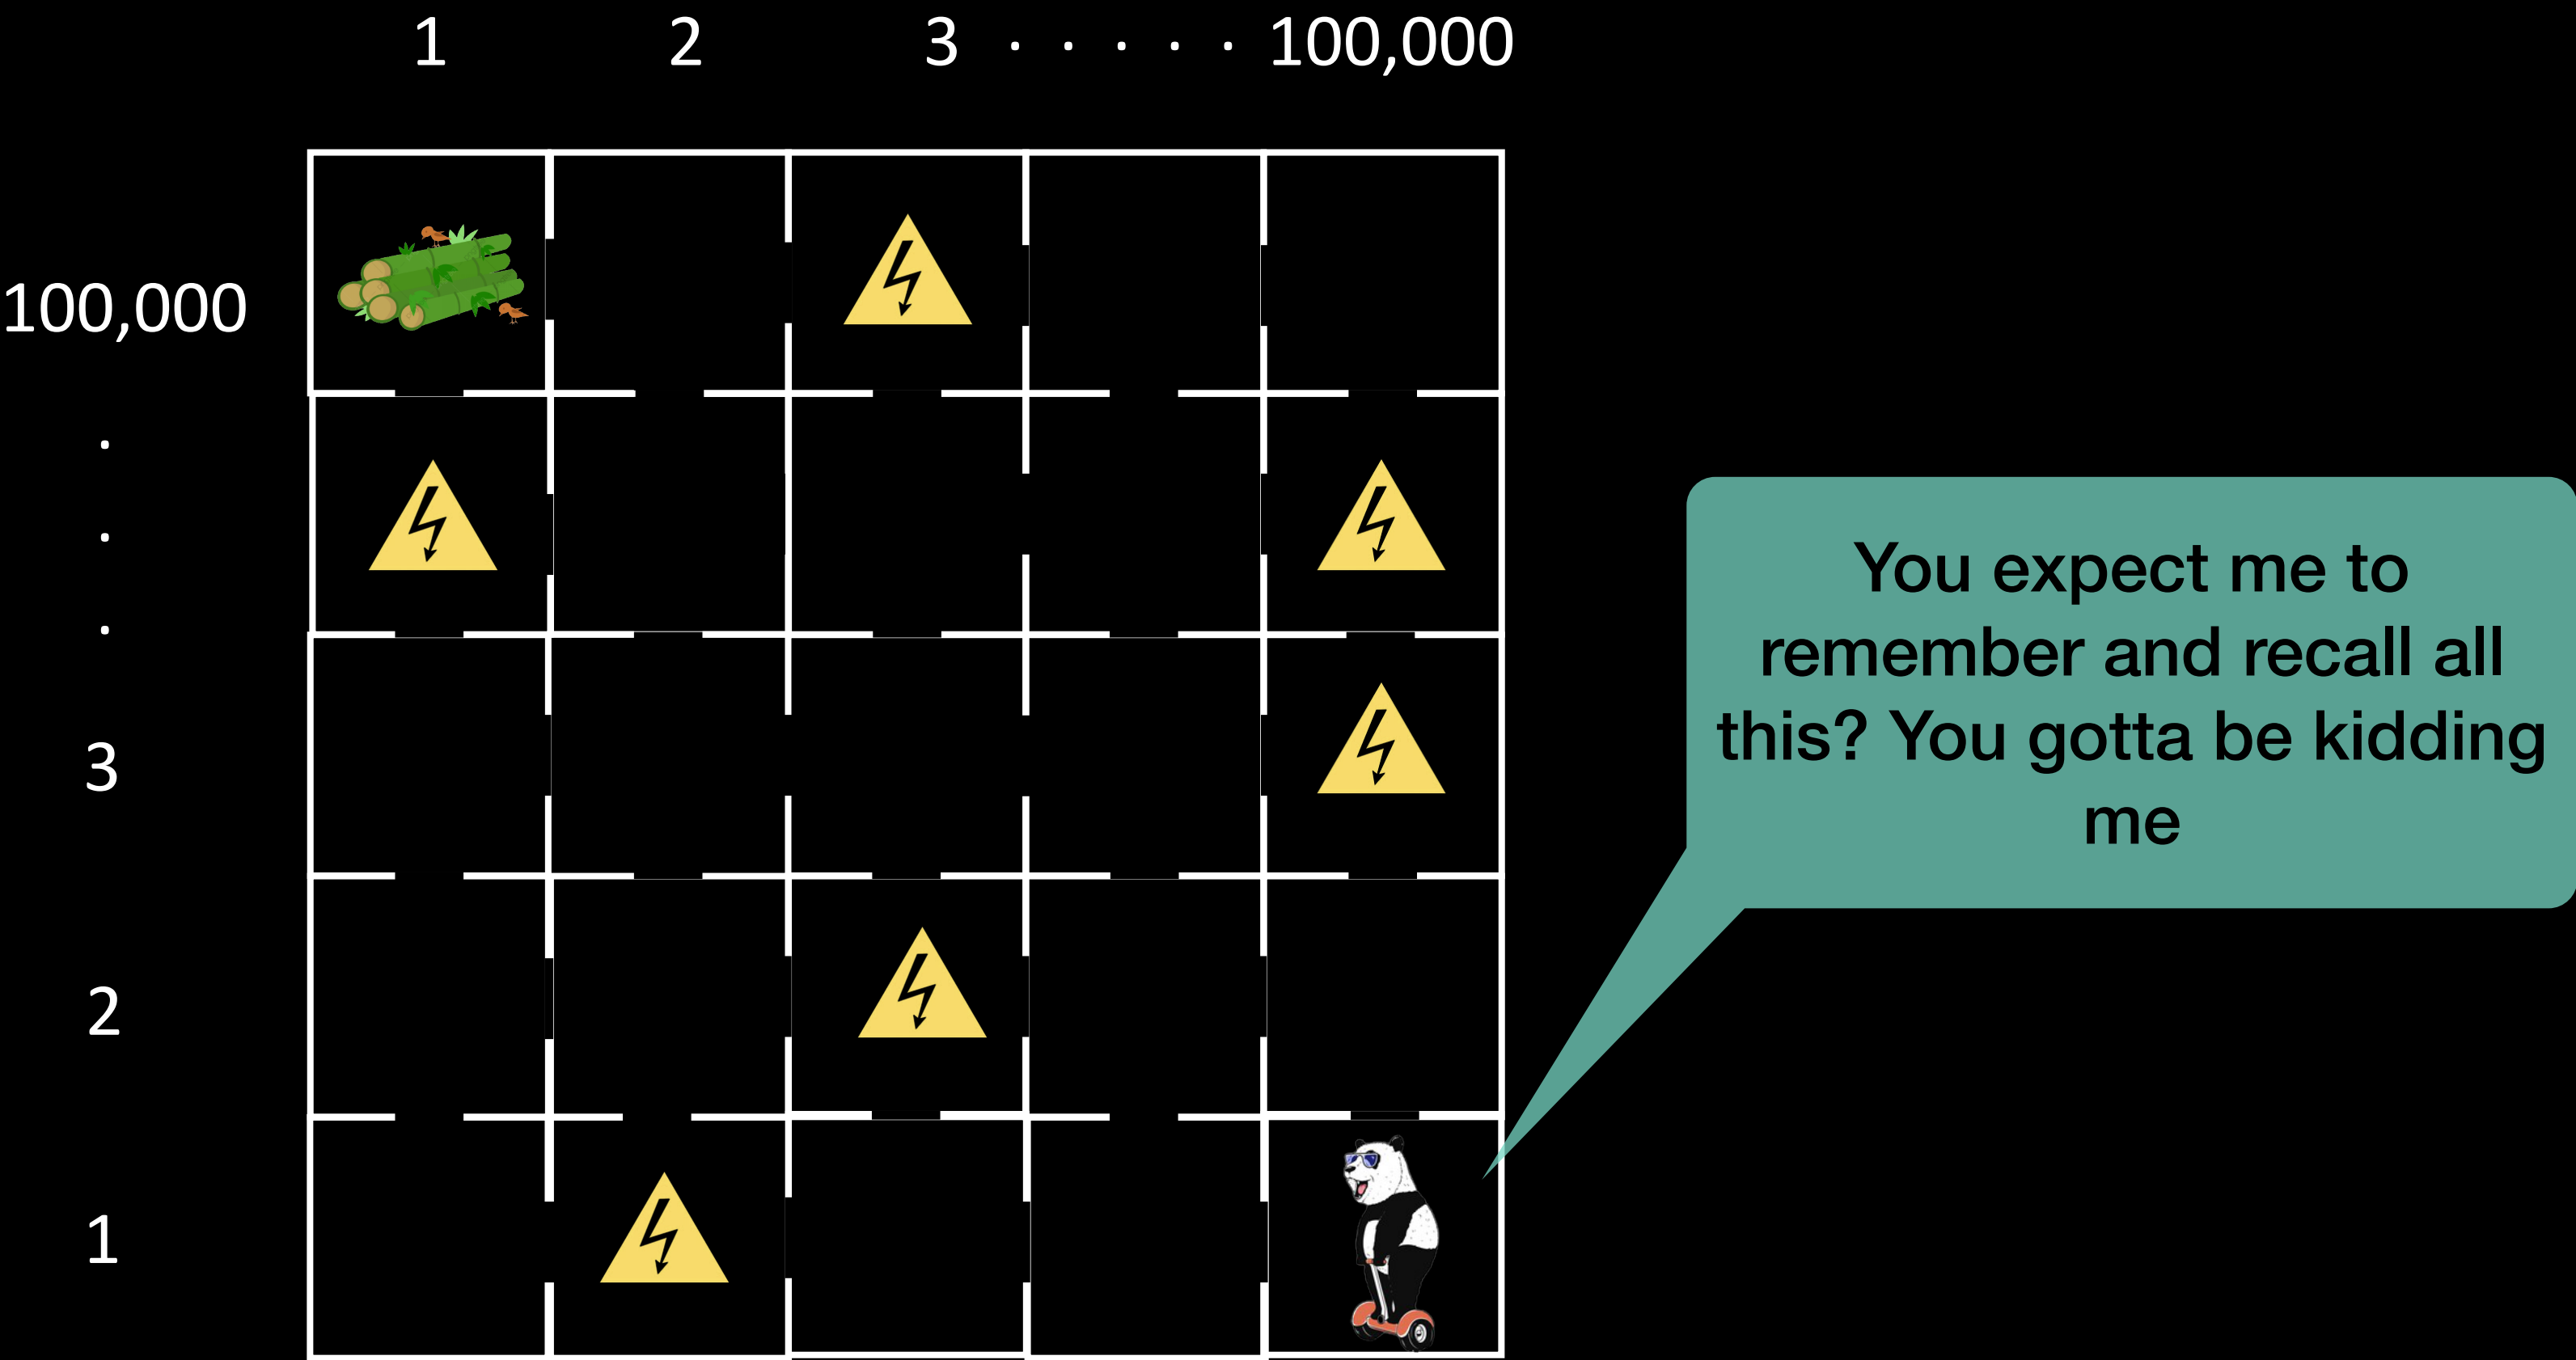 1 2 3 . . . . . 100,000
100,000
.
.
.
3
2
1
You expect me to
remember and recall all
this? You gotta be kidding
me